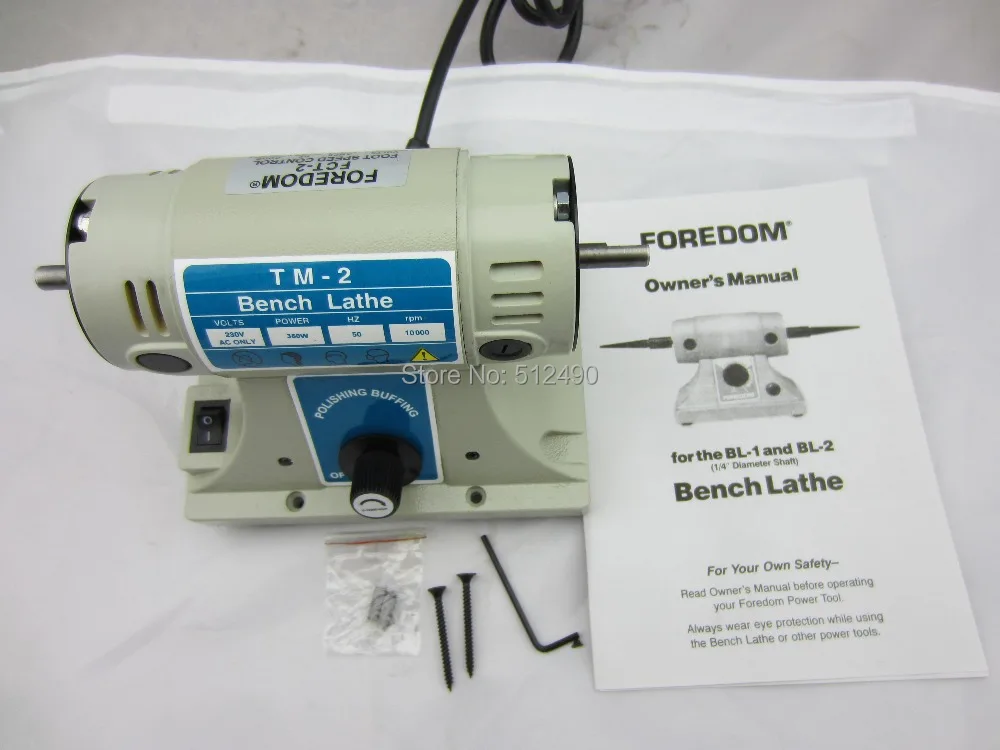 FOREDOM®
FCT-2
FOOT SPEED CONTROL
TM-2
Bench Lathe
VOLTS POWER HZ rpm
230V
AC ONLY
50
10000
POLISHING BUFFING
Store No: 512490
FOREDOM®
Owner's Manual
FOREDOM
for the BL-1 and BL-2
(1/4" Diameter Shaft)
Bench Lathe
For Your Own Safety–
Read Owner's Manual before operating
your Foredom Power Tool.
Always wear eye protection while using
the Bench Lathe or other power tools.